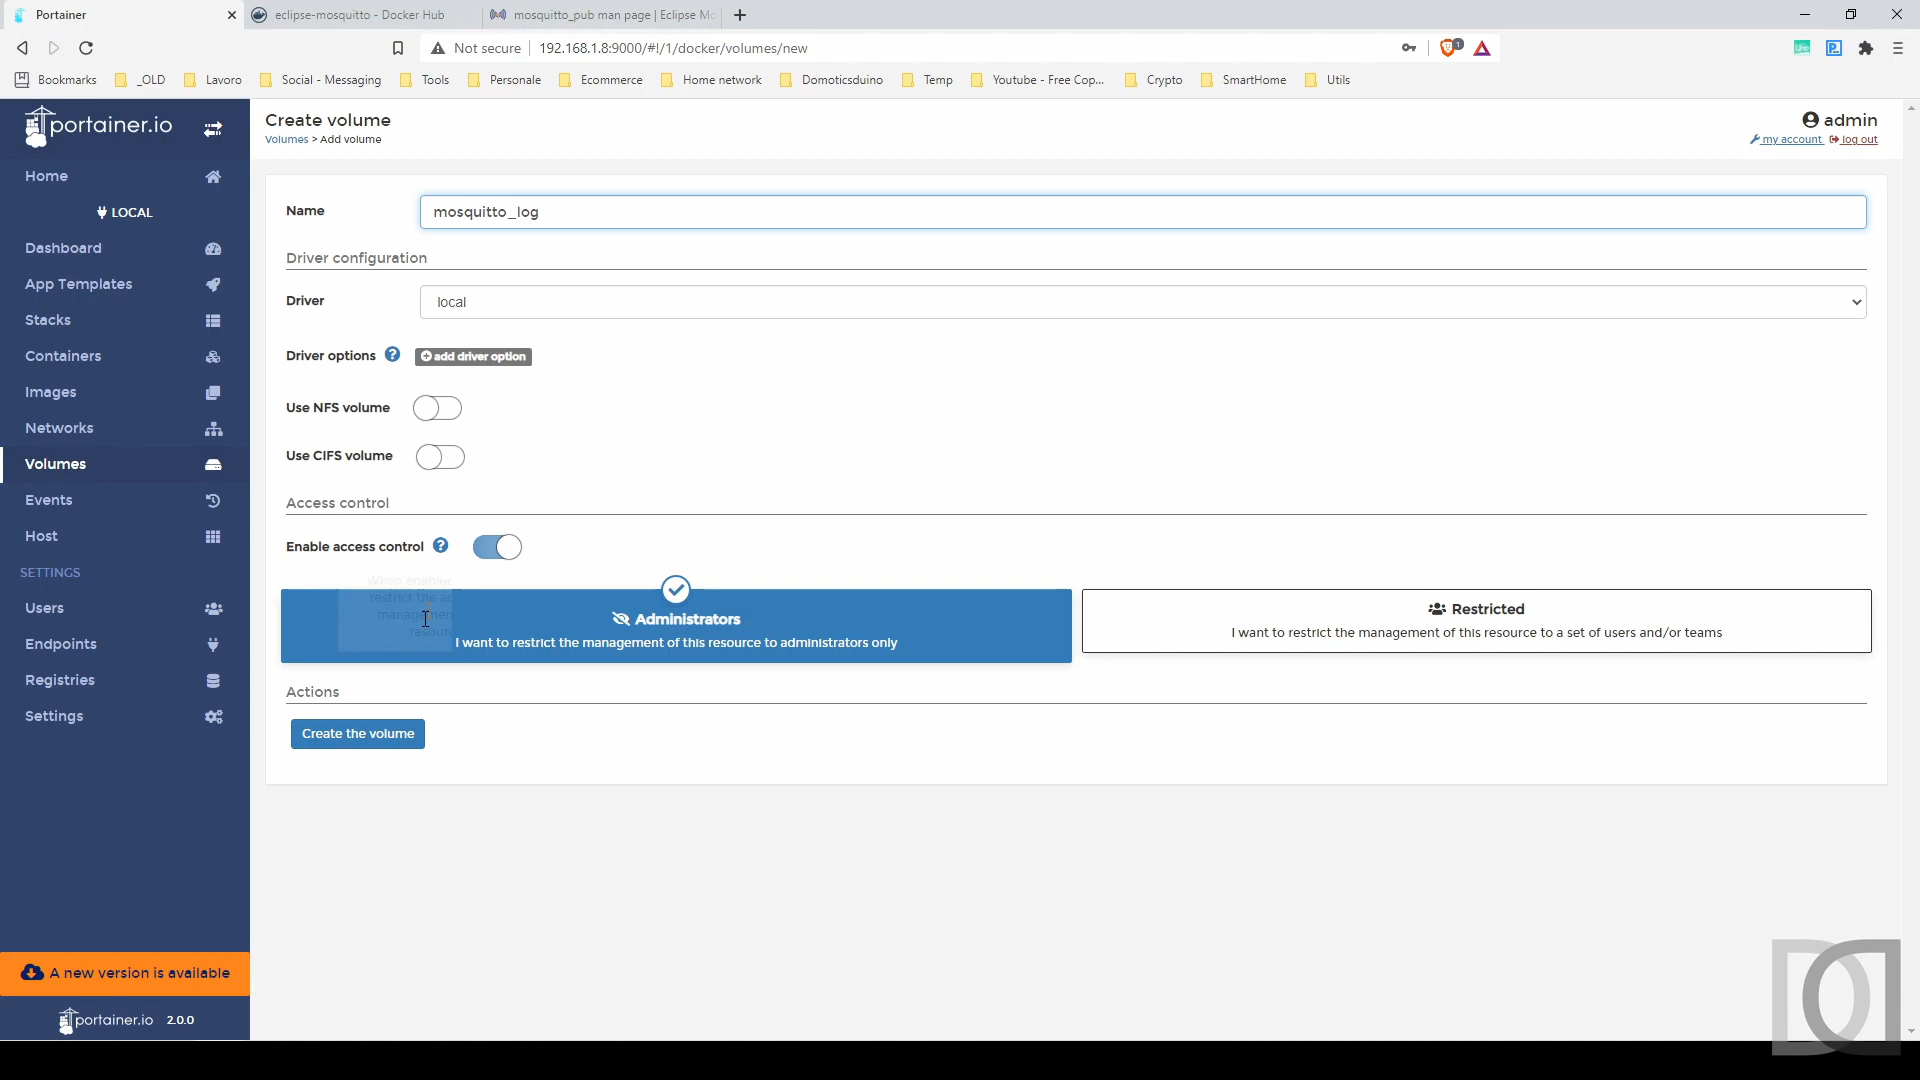 Portainer
eclipse-mosquitto - Docker Hub
mosquitto_pub man page | Eclipse Mo
Not secure
192.168.1.8:9000/#!/1/docker/volumes/new
Bookmarks
_OLD
Lavoro
Social - Messaging
Tools
Personale
Ecommerce
Home network
Domoticsduino
Temp
Youtube - Free Cop...
Crypto
SmartHome
Utils
portainer.io
Home
LOCAL
Dashboard
App Templates
Stacks
Containers
Images
Networks
Volumes
Events
Host
SETTINGS
Users
Endpoints
Registries
Settings
A new version is available
portainer.io 2.0.0
Create volume
Volumes > Add volume
admin
my account log out
Name
mosquitto_log
Driver configuration
Driver
local
Driver options
add driver option
Use NFS volume
Use CIFS volume
Access control
Enable access control
When enabled
restrict the
Administrators
I want to restrict the management of this resource to administrators only
Restricted
I want to restrict the management of this resource to a set of users and/or teams
Actions
Create the volume